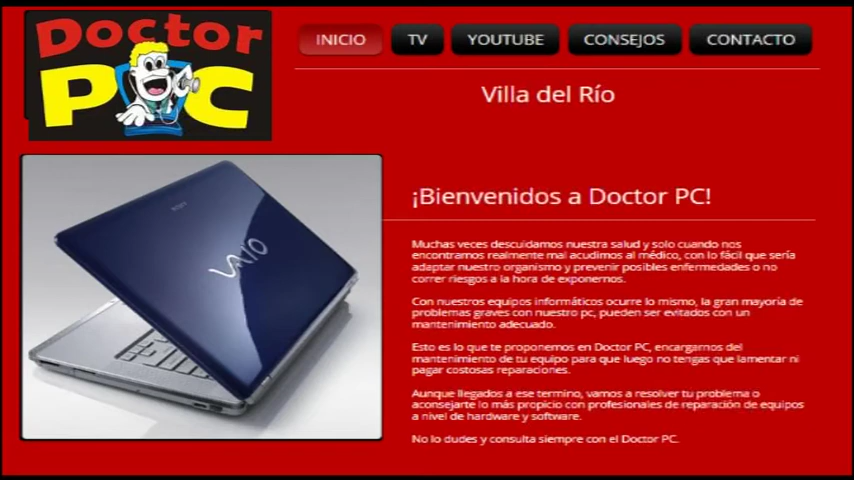 Doctor
PC
INICIO
TV
YOUTUBE
CONSEJOS
CONTACTO
Villa del Río
¡Bienvenidos a Doctor PC!
Muchas veces descuidamos nuestra salud y solo cuando nos
encontramos realmente mal acudimos al médico, con lo fácil que sería
adaptar nuestro organismo y prevenir posibles enfermedades o no
correr riesgos a la hora de exponernos.
Con nuestros equipos informáticos ocurre lo mismo, la gran mayoría de
problemas graves con nuestro pc, pueden ser evitados con un
mantenimiento adecuado.
Esto es lo que te proponemos en Doctor PC, encargarnos del
mantenimiento de tu equipo para que luego no tengas que lamentar ni
pagar costosas reparaciones.
Aunque llegados a ese termino, vamos a resolver tu problema o
aconsejarte lo más propicio con profesionales de reparación de equipos
a nivel de hardware y software.
No lo dudes y consulta siempre con el Doctor PC.
SONY
VAIO